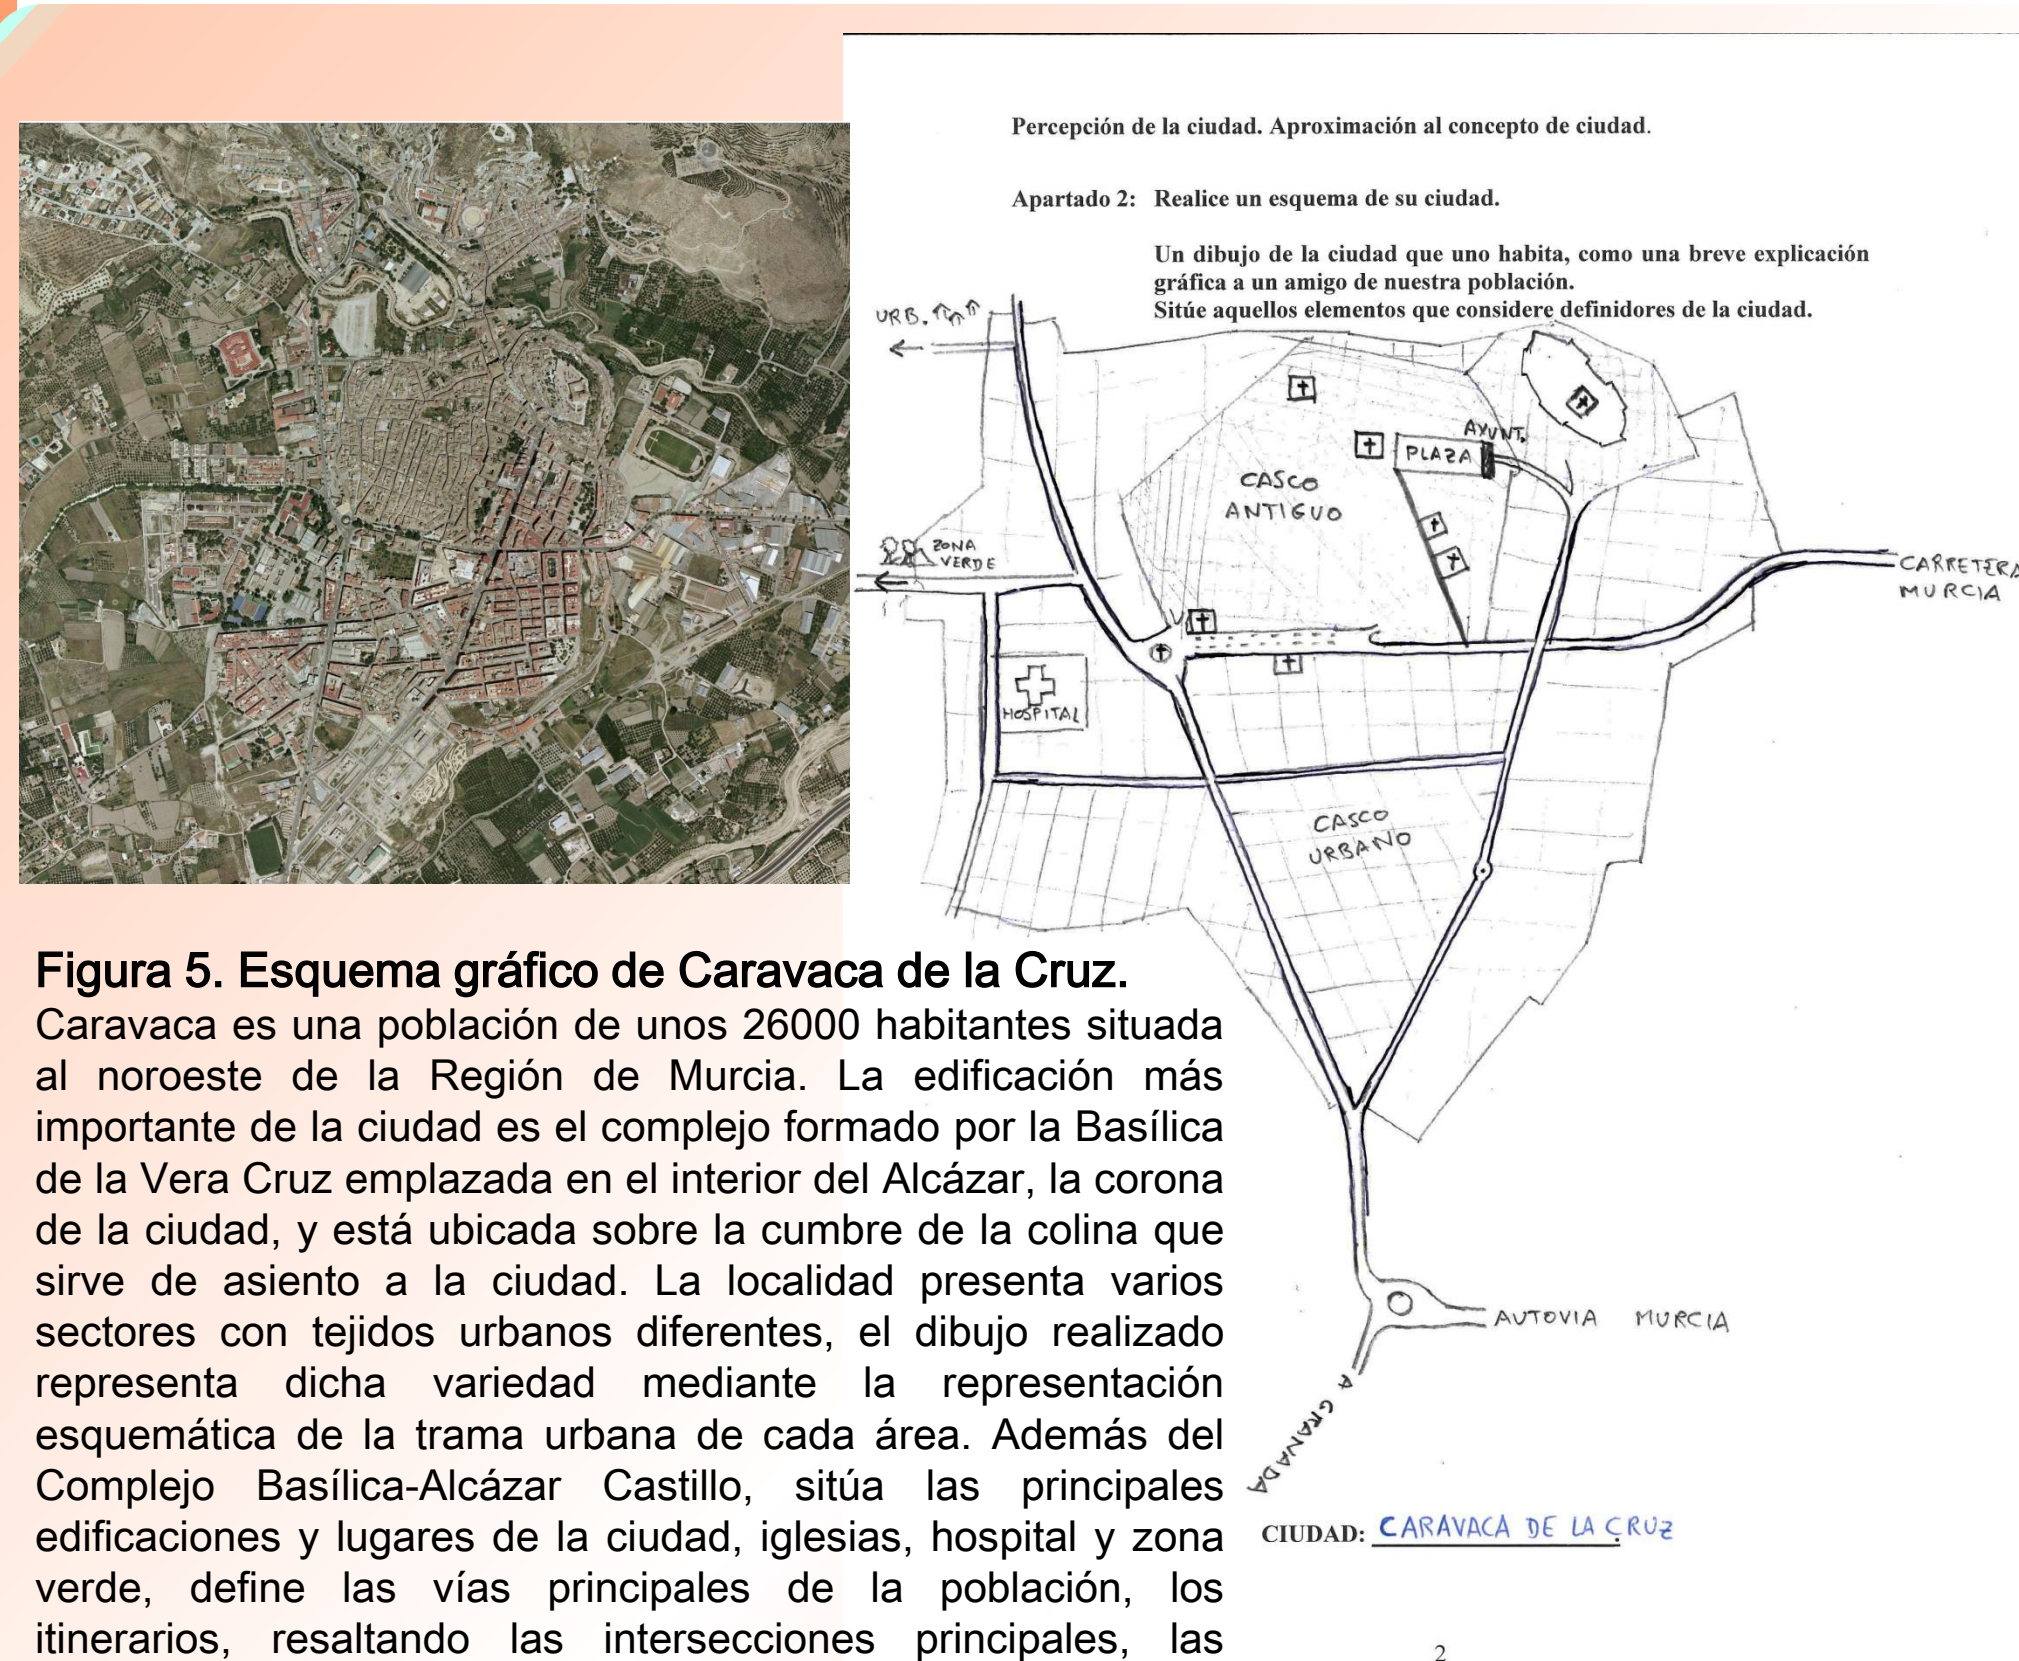 Percepción de la ciudad. Aproximación al concepto de ciudad.
Apartado 2: Realice un esquema de su ciudad.
Un dibujo de la ciudad que uno habita, como una breve explicación
gráfica a un amigo de nuestra población.
Sitúe aquellos elementos que considere definidores de la ciudad.
URB.
AYUNT.
PLAZA
CASCO
ANTIGUO
ZONA
VERDE
CARRETERA
MURCIA
HOSPITAL
CASCO
URBANO
AUTOVIA MURCIA
A GRANADA
CIUDAD: CARAVACA DE LA CRUZ
2
Figura 5. Esquema gráfico de Caravaca de la Cruz.
Caravaca es una población de unos 26000 habitantes situada
al noroeste de la Región de Murcia. La edificación más
importante de la ciudad es el complejo formado por la Basílica
de la Vera Cruz emplazada en el interior del Alcázar, la corona
de la ciudad, y está ubicada sobre la cumbre de la colina que
sirve de asiento a la ciudad. La localidad presenta varios
sectores con tejidos urbanos diferentes, el dibujo realizado
representa dicha variedad mediante la representación
esquemática de la trama urbana de cada área. Además del
Complejo Basílica-Alcázar Castillo, sitúa las principales
edificaciones y lugares de la ciudad, iglesias, hospital y zona
verde, define las vías principales de la población, los
itinerarios, resaltando las intersecciones principales, las